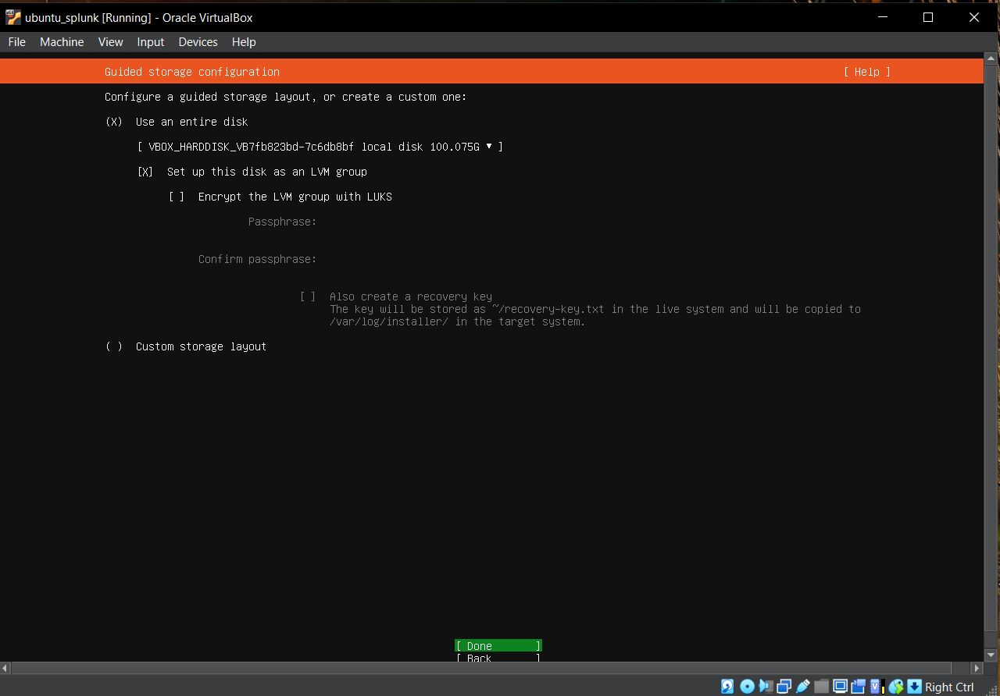 ubuntu_splunk [Running] - Oracle VirtualBox
File Machine View Input Devices Help
Guided storage configuration [ Help ]
Configure a guided storage layout, or create a custom one:
(X) Use an entire disk
[ VBOX_HARDDISK_VB7fb823bd-7c6db8bf local disk 100.075G ▾ ]
[X] Set up this disk as an LVM group
[ ] Encrypt the LVM group with LUKS
Passphrase:
Confirm passphrase:
[ ] Also create a recovery key
The key will be stored as ~/recovery-key.txt in the live system and will be copied to
/var/log/installer/ in the target system.
( ) Custom storage layout
[ Done ]
[ Back ]
Right Ctrl